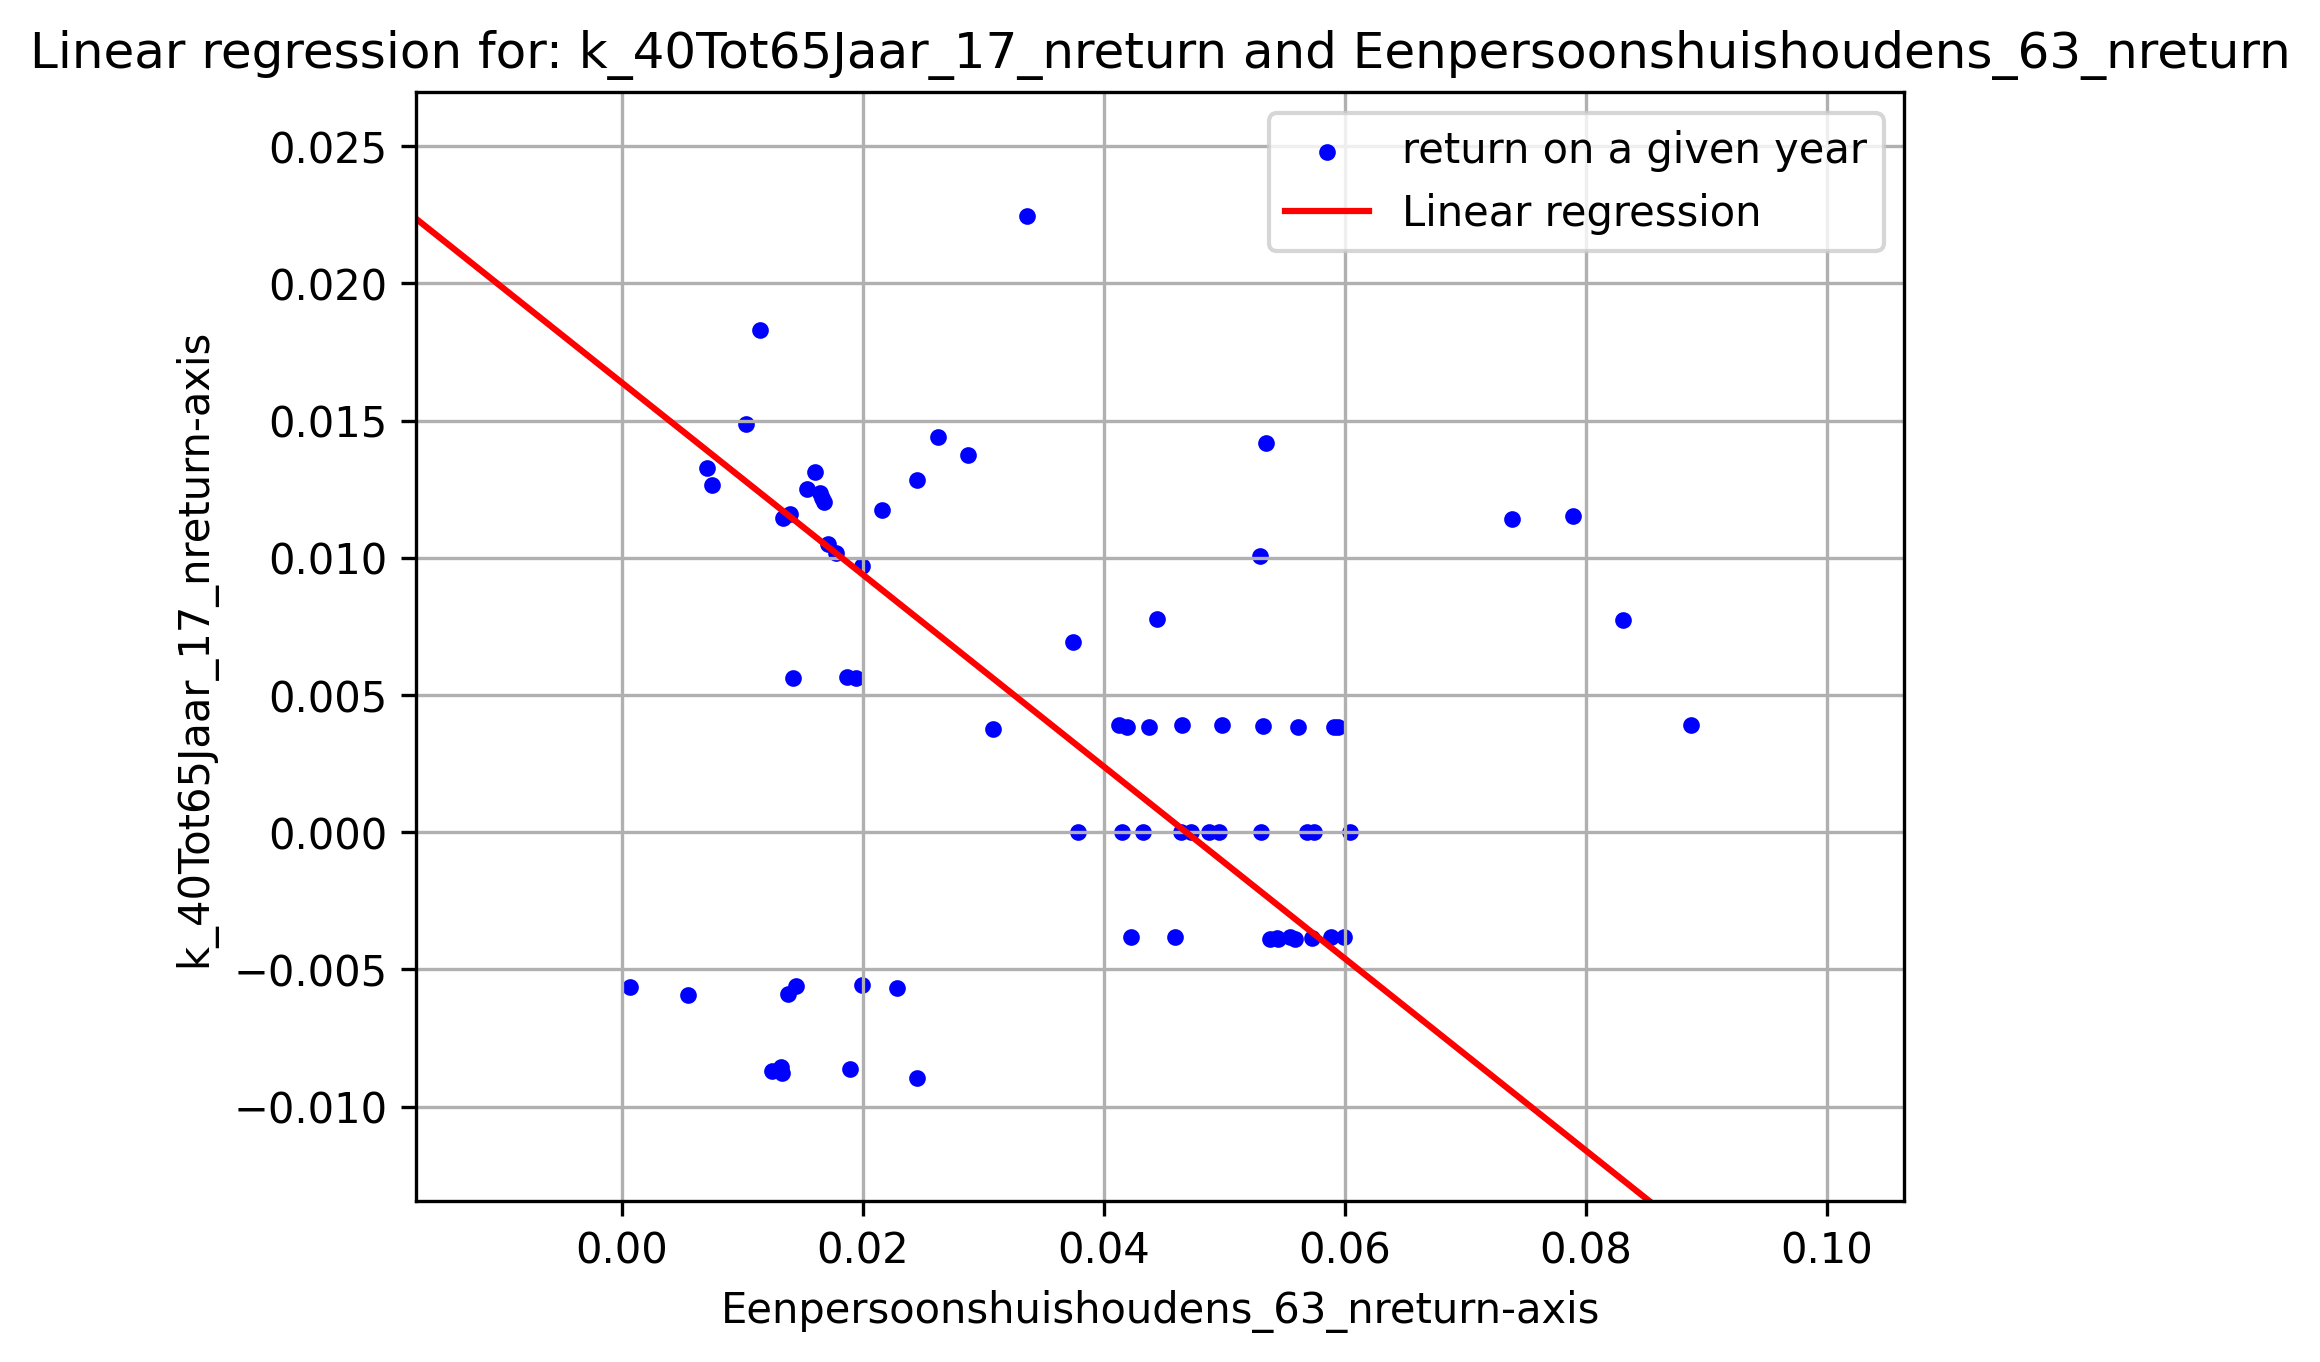 Linear regression for: k_40Tot65Jaar_17_nreturn and Eenpersoonshuishoudens_63_nreturn
return on a given year
Linear regression
0.025
0.020
0.015
0.010
0.005
0.000
−0.005
−0.010
k_40Tot65Jaar_17_nreturn-axis
0.00 0.02 0.04 0.06 0.08 0.10
Eenpersoonshuishoudens_63_nreturn-axis